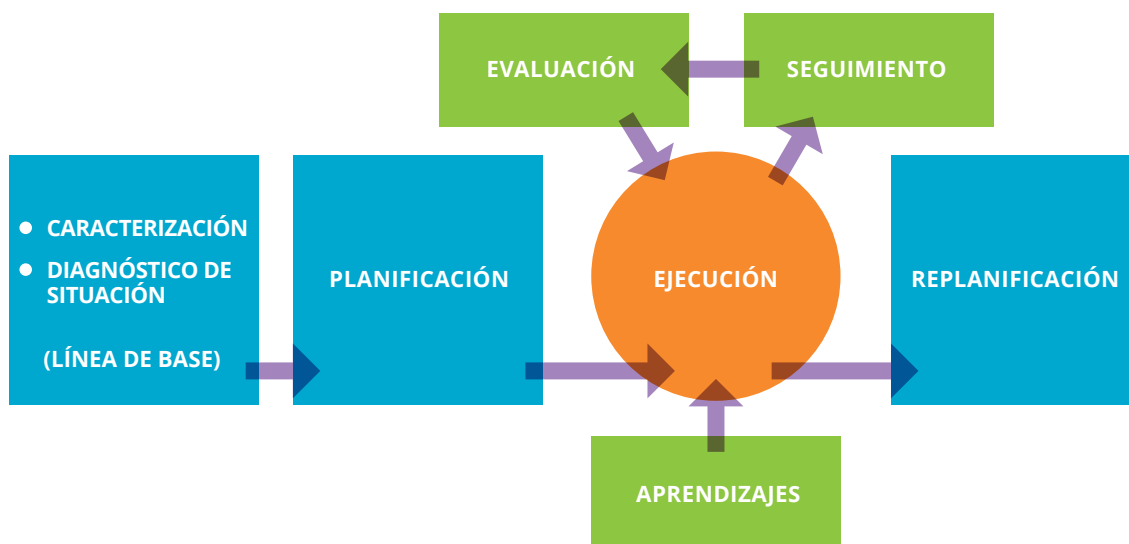 EVALUACIÓN
SEGUIMIENTO
• CARACTERIZACIÓN
• DIAGNÓSTICO DE
SITUACIÓN
(LÍNEA DE BASE)
PLANIFICACIÓN
EJECUCIÓN
REPLANIFICACIÓN
APRENDIZAJES